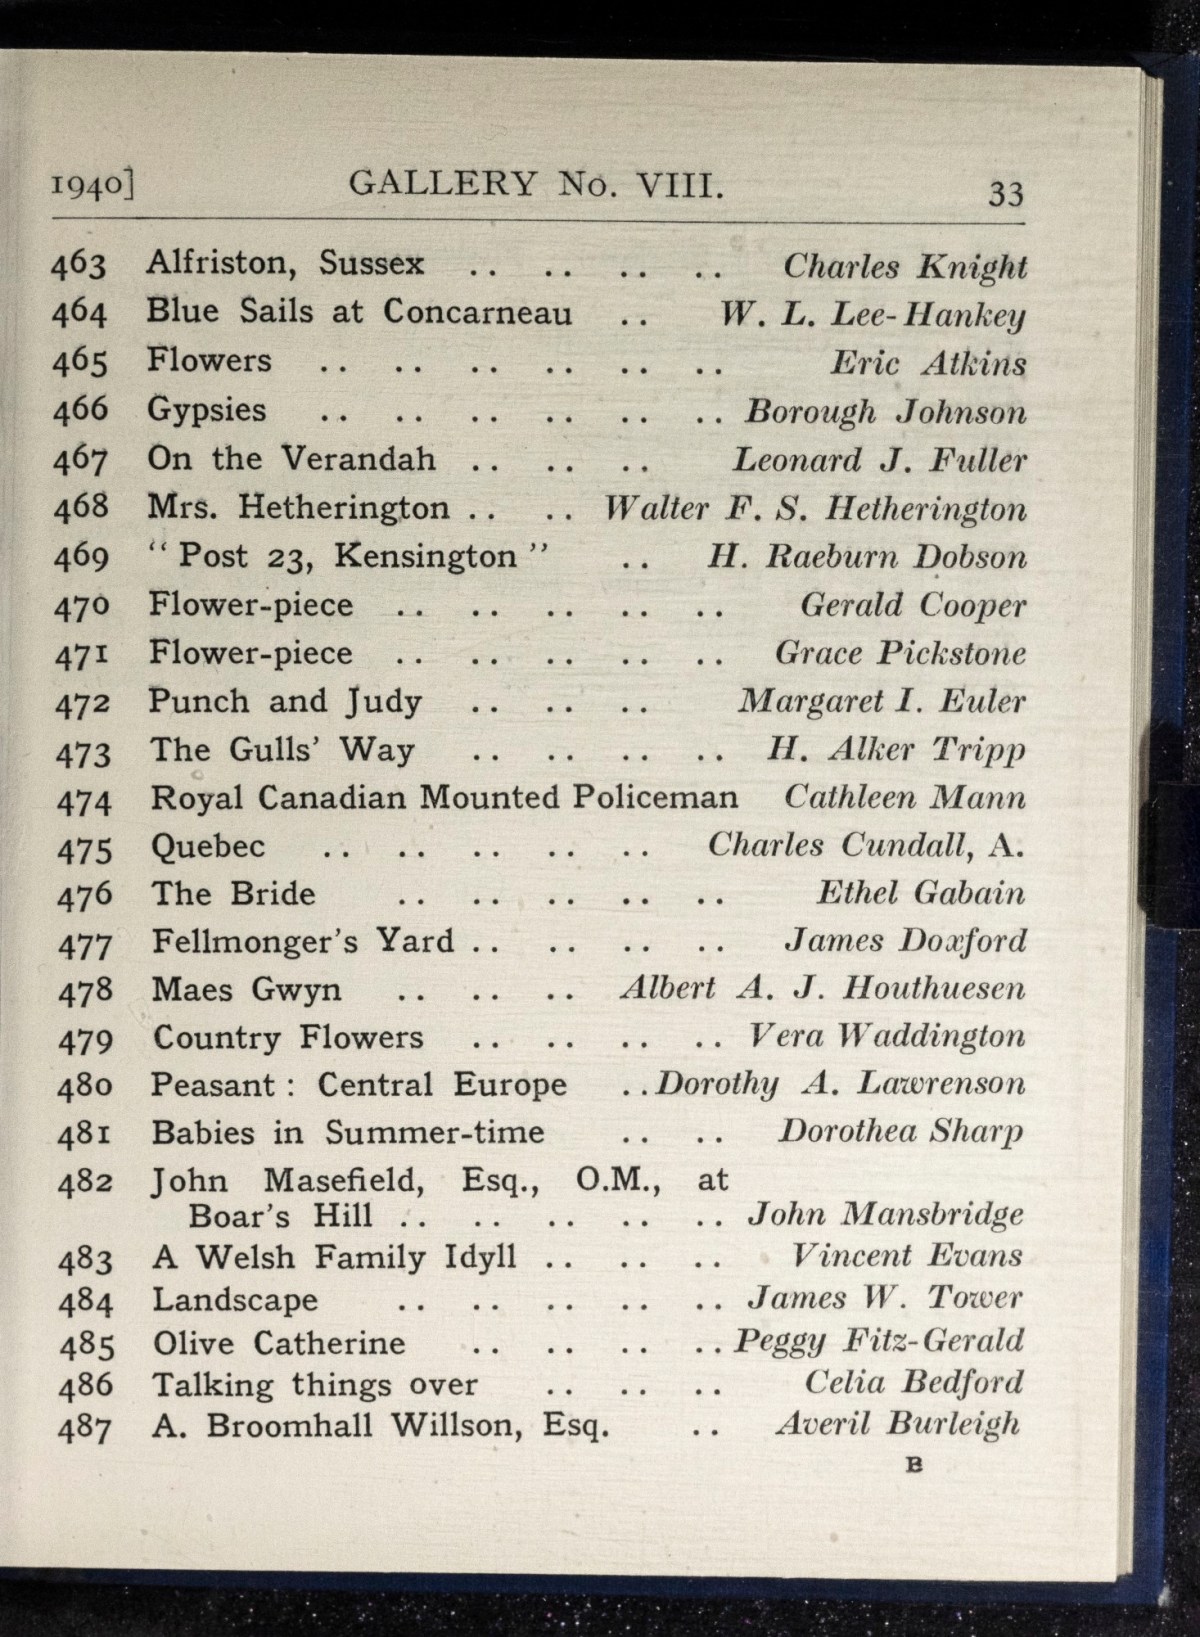 1940] GALLERY No. VIII. 33
463 Alfriston, Sussex .. .. .. .. Charles Knight
464 Blue Sails at Concarneau .. W. L. Lee-Hankey
465 Flowers .. .. .. .. .. .. Eric Atkins
466 Gypsies .. .. .. .. .. .. Borough Johnson
467 On the Verandah .. .. .. Leonard J. Fuller
468 Mrs. Hetherington .. .. Walter F. S. Hetherington
469 “ Post 23, Kensington ” .. H. Raeburn Dobson
470 Flower-piece .. .. .. .. .. Gerald Cooper
471 Flower-piece .. .. .. .. .. Grace Pickstone
472 Punch and Judy .. .. .. Margaret I. Euler
473 The Gulls’ Way .. .. .. .. H. Alker Tripp
474 Royal Canadian Mounted Policeman Cathleen Mann
475 Quebec .. .. .. .. .. Charles Cundall, A.
476 The Bride .. .. .. .. .. Ethel Gabain
477 Fellmonger’s Yard .. .. .. .. James Doxford
478 Maes Gwyn .. .. .. Albert A. J. Houthuesen
479 Country Flowers .. .. .. .. Vera Waddington
480 Peasant : Central Europe .. Dorothy A. Lawrenson
481 Babies in Summer-time .. .. Dorothea Sharp
482 John Masefield, Esq., O.M., at
Boar’s Hill .. .. .. .. .. John Mansbridge
483 A Welsh Family Idyll .. .. .. Vincent Evans
484 Landscape .. .. .. .. .. James W. Tower
485 Olive Catherine .. .. .. .. Peggy Fitz-Gerald
486 Talking things over .. .. .. Celia Bedford
487 A. Broomhall Willson, Esq. .. Averil Burleigh
B